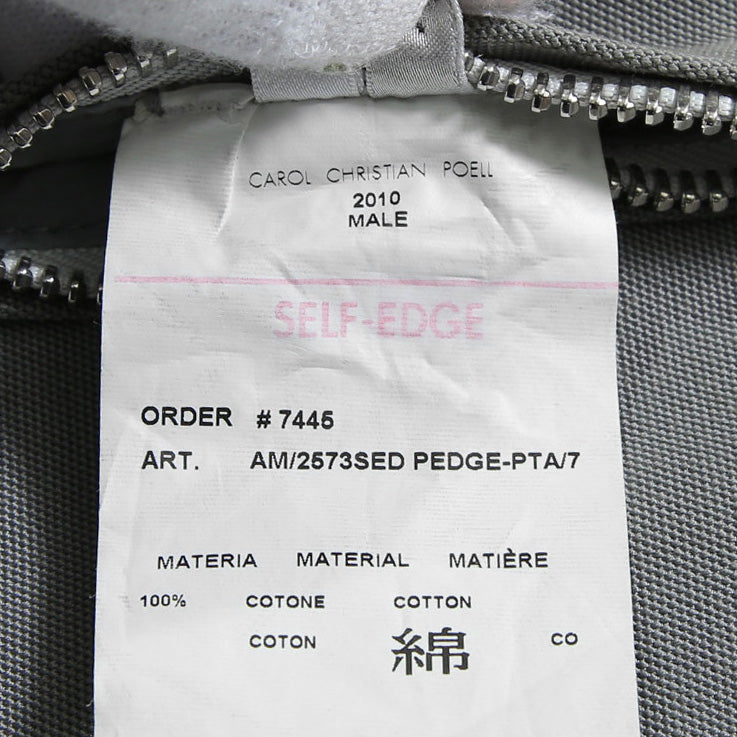 CAROL CHRISTIAN POELL
2010
MALE
SELF-EDGE
ORDER # 7445
ART. AM/2573SED PEDGE-PTA/7
MATERIA MATERIAL MATIÈRE
100% COTONE COTTON
COTON 綿 CO